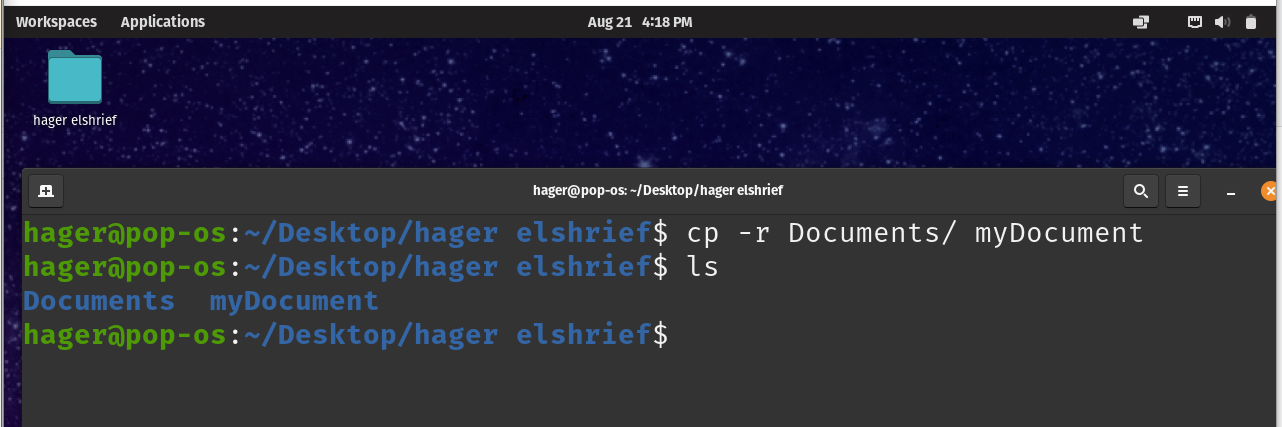 Workspaces Applications Aug 21 4:18 PM
hager elshrief
hager@pop-os: ~/Desktop/hager elshrief
hager@pop-os:~/Desktop/hager elshrief$ cp -r Documents/ myDocument
hager@pop-os:~/Desktop/hager elshrief$ ls
Documents myDocument
hager@pop-os:~/Desktop/hager elshrief$